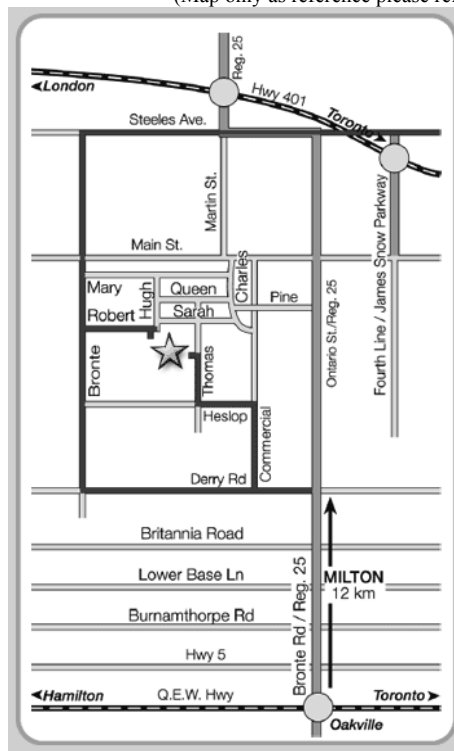 (Map only as reference please re
Reg. 25
London
Hwy 401
Toronto
Steeles Ave.
Martin St.
Fourth Line / James Snow Parkway
Main St.
Charles
Mary
Hugh
Queen
Pine
Robert
Sarah
Ontario St./Reg. 25
Bronte
Thomas
Heslop
Commercial
Derry Rd
Britannia Road
Bronte Rd / Reg. 25
MILTON
12 km
Lower Base Ln
Burnamthorpe Rd
Hwy 5
Hamilton
Q.E.W. Hwy
Toronto
Oakville